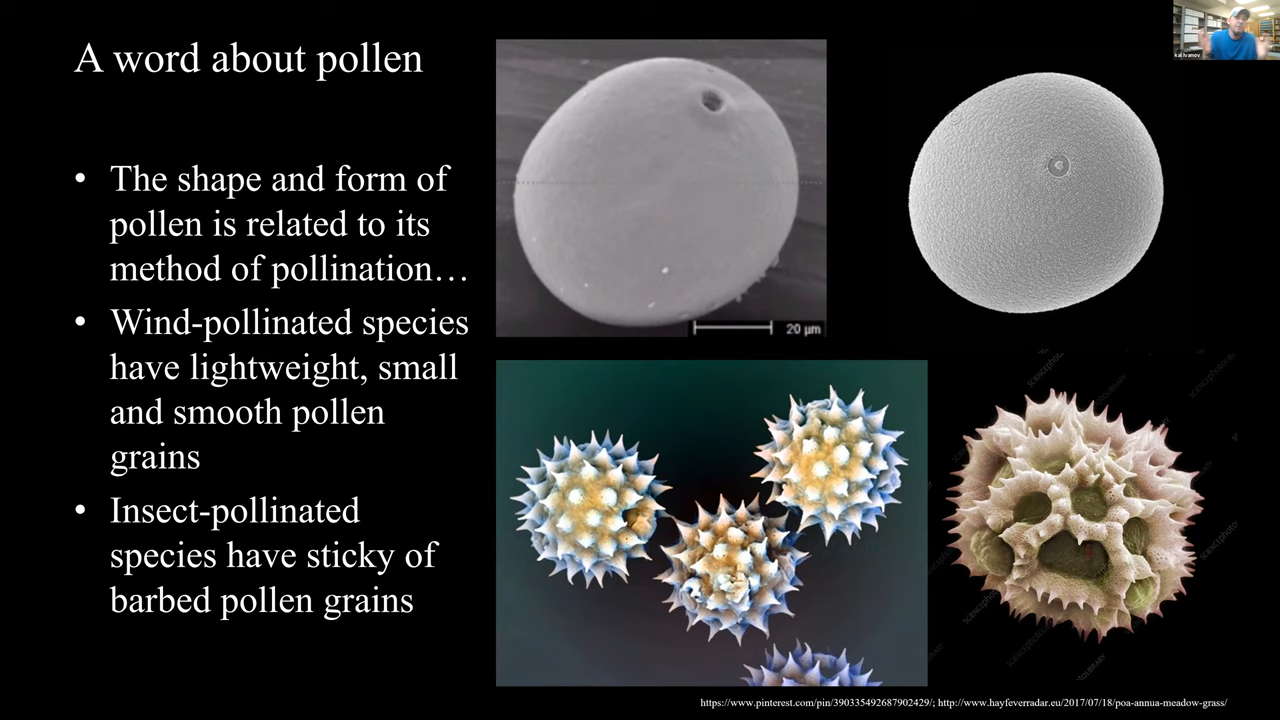 A word about pollen
kal Ivanov
• The shape and form of
pollen is related to its
method of pollination…
• Wind-pollinated species
have lightweight, small
and smooth pollen
grains
• Insect-pollinated
species have sticky of
barbed pollen grains
20 µm
https://www.pinterest.com/pin/390335492687902429/; http://www.hayfeverradar.eu/2017/07/18/poa-annua-meadow-grass/